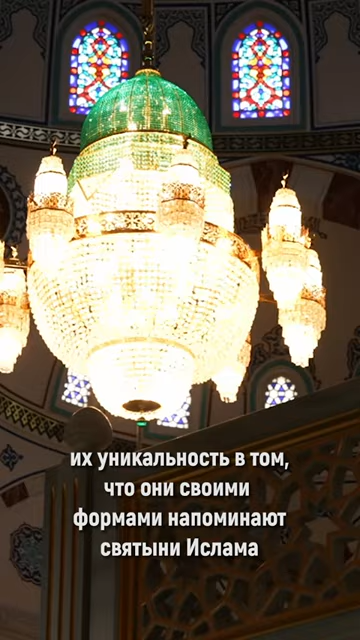 их уникальность в том,
что они своими
формами напоминают
святыни Ислама